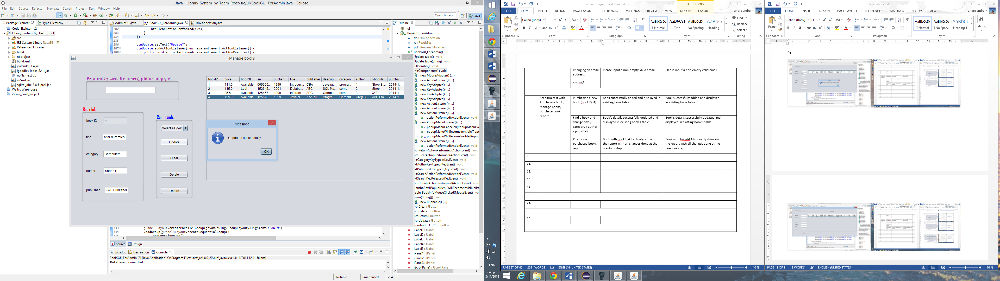 Java - Library_System_by_Team_Root/src/ui/BookGUI_ForAdmin.java - Eclipse
File Edit Source Refactor Navigate Search Project Run Window Help
Quick Access
Java
Package Explorer
Type Hierarchy
Code_Skeleton_v2
Library_System_by_Team_Root
src
JRE System Library [JavaSE-1.7]
Referenced Libraries
build
nbproject
build.xml
jcalendar-1.4.jar
jgoodies-looks-2.4.1.jar
noName.s3db
rs2xml.jar
sqlite-jdbc-3.8.5-pre1.jar
Wallys Warehouse
Zavier_Final_Project
AdiminGUI.java
BookGUI_ForAdmin.java
DBConnection.java
282 btnClearActionPerformed(evt);
283 }
284 });
285
286 btnUpdate.setText("Update");
287 btnUpdate.addActionListener(new java.awt.event.ActionListener() {
288 public void actionPerformed(java.awt.event.ActionEvent evt) {
Manage books
Please input key words: title, author(s), publisher, category, etc
Book Info
book ID 4
title a for dummies
category Computers
author Shane B
publisher QWE Publisher
Commands
Select A Book
Update
Clear
Delete
Return
bookID price bookSt... sn publish... title publisher descript... categori... author shopNa... purcha...
1 111.0 Available 565656... 1999 Introduc... CBA Java pr... progra... 1 Shop St... 2014-1...
2 115.0 Lost 152645... 2001 Databa... ABC SQL Ma... comp 2 Shop 2014-1...
3 25.5 available 125457... 1999 Inforam... ABC Comput... com 3 XYZ 2014-1...
4 125.0 Available 125678... 1999 Java pr... XYZ Pu... Progra... Comput... Greg B ABC Sto... 2014-1...
Message
Udpdated successfully
OK
333 jPanel3Layout.createParallelGroup(javax.swing.GroupLayout.Alignment.LEADING)
334 .addGroup(jPanel3Layout.createSequentialGroup()
335 .addContainerGap()
Source Design
Javadoc Declaration Console
BookGUI_ForAdmin (2) [Java Application] C:\Program Files\Java\jre1.8.0_20\bin\javaw.exe (3/11/2014 12:41:56 pm)
Database connected
Writable Smart Insert 284 : 12
Outline
ui
BookGUI_ForAdmin
db : DBConnection
rs : ResultSet
pst : PreparedStatement
BookGUI_ForAdmin()
Update_table() : void
Update_table(String) : void
illcombo() : void
nitComponents() : void
new MouseAdapter() {...}
new ActionListener() {...}
new KeyAdapter() {...}
new KeyAdapter() {...}
new KeyAdapter() {...}
new KeyAdapter() {...}
new ActionListener() {...}
new ActionListener() {...}
new ActionListener() {...}
actionPerformed(ActionEvent) : void
new PopupMenuListener() {...}
popupMenuCanceled(PopupMenuEve
popupMenuWillBecomeInvisible(Popup
popupMenuWillBecomeVisible(Popup
new ActionListener() {...}
actionPerformed(ActionEvent) : void
tnReturnActionPerformed(ActionEvent) : void
tnClearActionPerformed(ActionEvent) : void
xtCategoryKeyTyped(KeyEvent) : void
xtAuthorKeyTyped(KeyEvent) : void
xtPublisherKeyTyped(KeyEvent) : void
xtSearchActionPerformed(ActionEvent) : void
xtSearchKeyReleased(KeyEvent) : void
tnUpdateActionPerformed(ActionEvent) : void
omboBox1PopupMenuWillBecomeInvisible(Po
able_BookInfoMouseClicked(MouseEvent) : vo
main(String[]) : void
new Runnable() {...}
tnClear : JButton
tnDelete : JButton
tnReturn : JButton
tnUpdate : JButton
omboBox1 : JComboBox
jLabel1 : JLabel
jLabel2 : JLabel
jLabel3 : JLabel
jLabel4 : JLabel
jLabel5 : JLabel
jPanel1 : JPanel
jPanel2 : JPanel
jPanel3 : JPanel
jScrollPane1 : JScrollPane
ENG
12:46 p.m.
3/11/2014
Library program Test Plan - Word
TABLE TOOLS
FILE HOME INSERT DESIGN PAGE LAYOUT REFERENCES MAILINGS REVIEW VIEW DESIGN LAYOUT
andre andre
Calibri (Body) 9
Paste
AaBbCcDc AaBbCcl AaBbCcDc AaBbCc
¶ Normal Title No Spacing Heading 1
Find
Replace
Select
Clipboard Font Paragraph Styles Editing
Changing an email address:
alison@
Please input a non-empty valid email
Please input a non-empty valid email
9.
Scenario test with Purchase a book, manage books/ purchase book report
Purchasing a new book (bookID: 4)
Book successfully added and displayed in existing book table
Book successfully added and displayed in existing book table
Find a book and change title / category / author / publisher.
Book's details successfully updated and displayed in existing book's table.
Book's details successfully updated and displayed in existing book's table.
Produce a purchased books report.
Book with bookId 4 to clearly show on the report with all changes done at the previous step.
Book with bookId 4 to clearly show on the report with all changes done at the previous step.
10.
11.
12.
13.
14.
15.
16.
PAGE 37 OF 40 2051 WORDS ENGLISH (UNITED STATES) 110 %
Sceenshots - Word
FILE HOME INSERT DESIGN PAGE LAYOUT REFERENCES MAILINGS REVIEW VIEW
andre andre
Calibri (Body) 11
Paste
AaBbCcDc AaBbCcDc AaBbCc
¶ Normal ¶ No Spac... Heading 1
Editing
Clipboard Font Paragraph Styles
9)
PAGE 11 OF 11 9 WORDS ENGLISH (UNITED STATES) 110 %